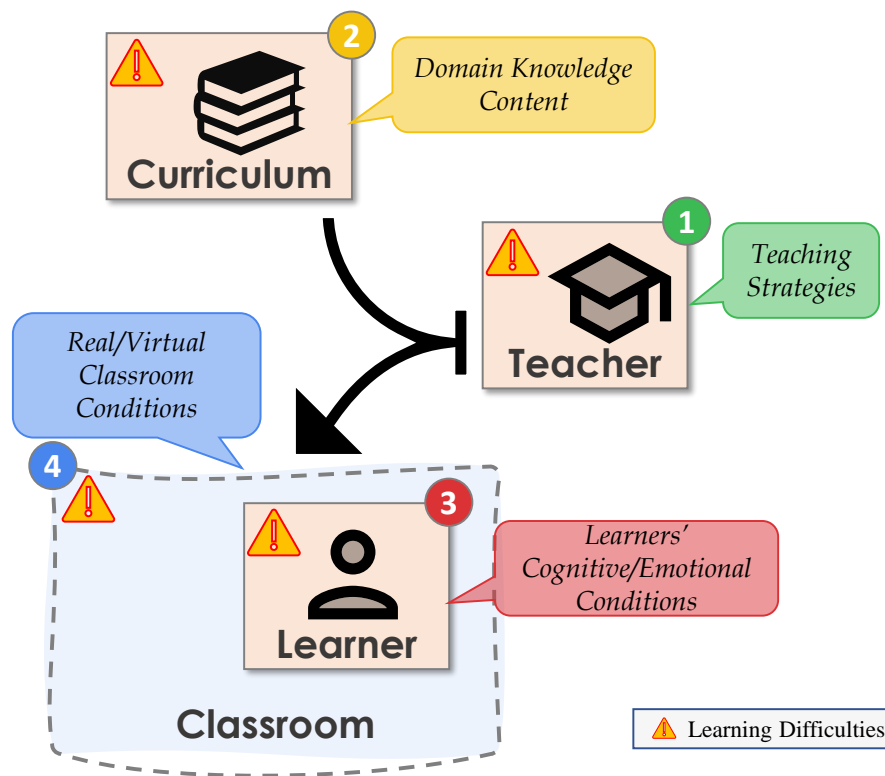 2
Domain Knowledge
Content
Curriculum
1
Teaching
Strategies
Teacher
Real/Virtual
Classroom
Conditions
4
3
Learners'
Cognitive/Emotional
Conditions
Learner
Classroom
Learning Difficulties